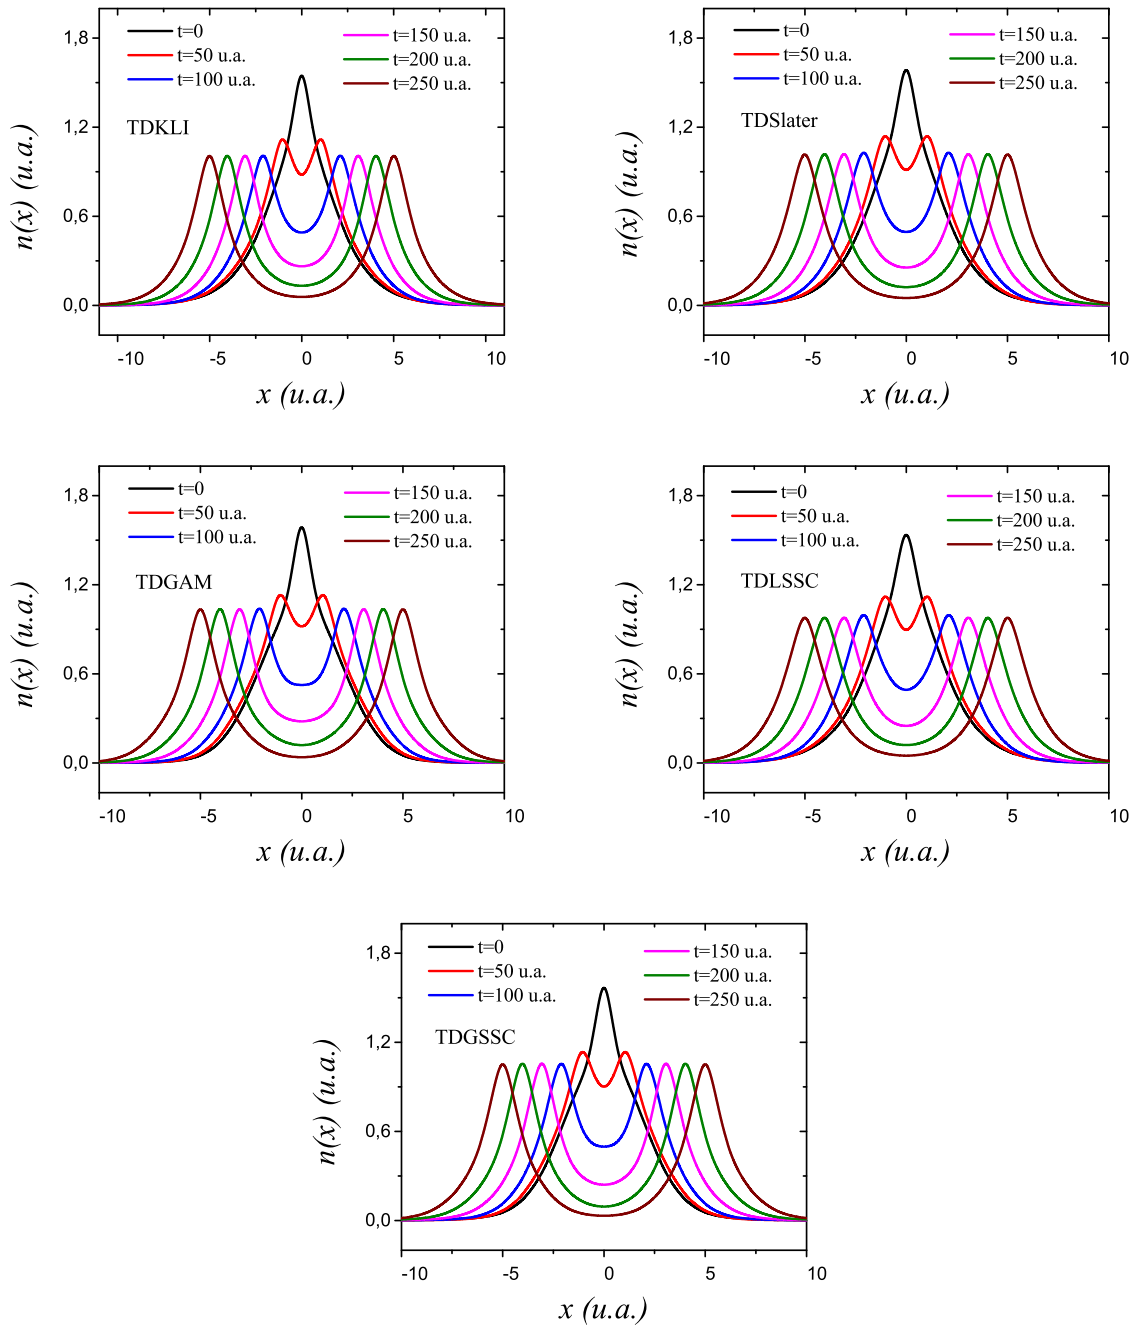 t=0
t=50 u.a.
t=100 u.a.
t=150 u.a.
t=200 u.a.
t=250 u.a.
TDKLI
1,8
1,2
0,6
0,0
n(x) (u.a.)
-10 -5 0 5 10
x (u.a.)
t=0
t=50 u.a.
t=100 u.a.
t=150 u.a.
t=200 u.a.
t=250 u.a.
TDSlater
1,8
1,2
0,6
0,0
n(x) (u.a.)
-10 -5 0 5 10
x (u.a.)
t=0
t=50 u.a.
t=100 u.a.
t=150 u.a.
t=200 u.a.
t=250 u.a.
TDGAM
1,8
1,2
0,6
0,0
n(x) (u.a.)
-10 -5 0 5 10
x (u.a.)
t=0
t=50 u.a.
t=100 u.a.
t=150 u.a.
t=200 u.a.
t=250 u.a.
TDLSSC
1,8
1,2
0,6
0,0
n(x) (u.a.)
-10 -5 0 5 10
x (u.a.)
t=0
t=50 u.a.
t=100 u.a.
t=150 u.a.
t=200 u.a.
t=250 u.a.
TDGSSC
1,8
1,2
0,6
0,0
n(x) (u.a.)
-10 -5 0 5 10
x (u.a.)